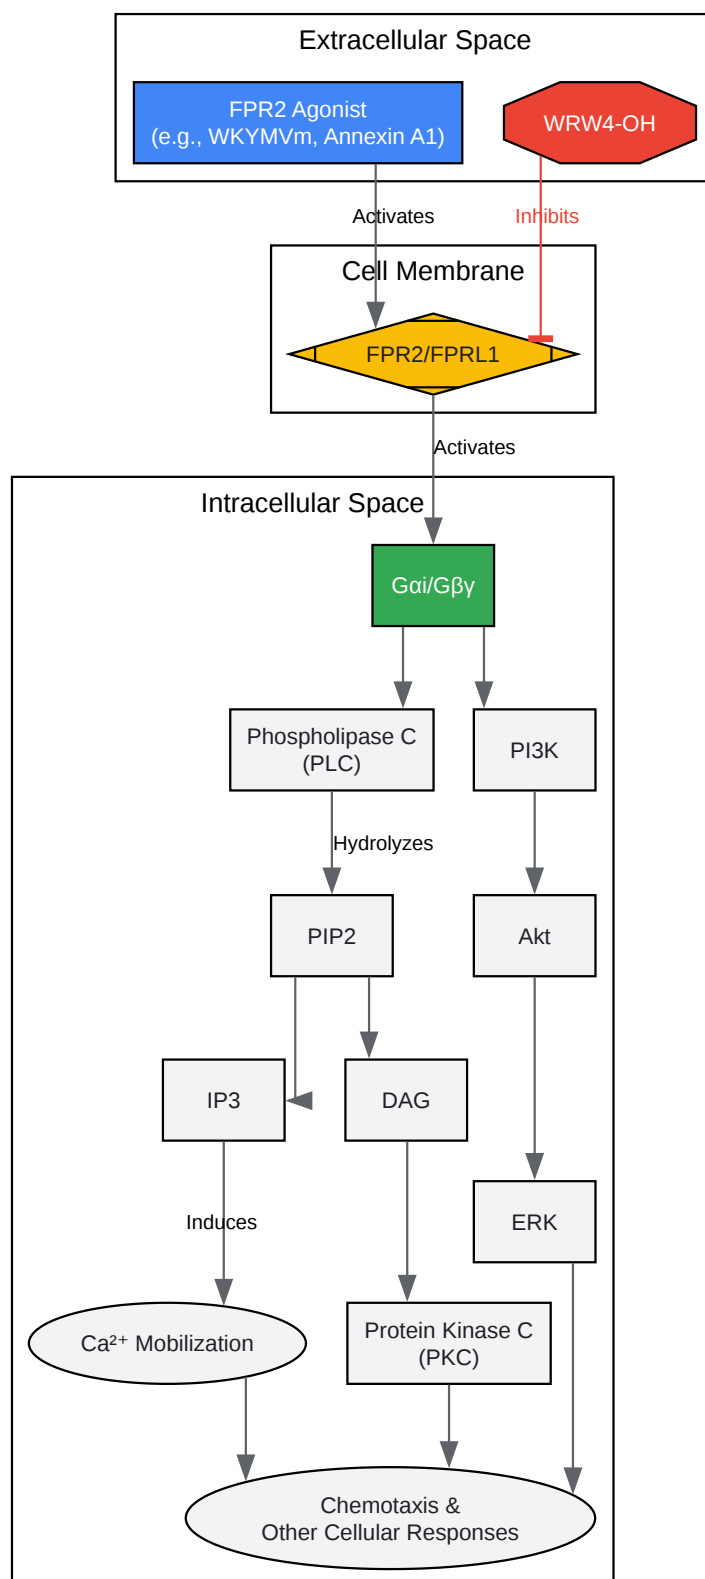 Extracellular Space
FPR2 Agonist
(e.g., WKYMVm, Annexin A1)
WRW4-OH
Activates
Inhibits
Cell Membrane
FPR2/FPRL1
Activates
Intracellular Space
Gαi/Gβγ
Phospholipase C
(PLC)
PI3K
Hydrolyzes
PIP2
Akt
IP3
DAG
ERK
Induces
Ca²⁺ Mobilization
Protein Kinase C
(PKC)
Chemotaxis &
Other Cellular Responses